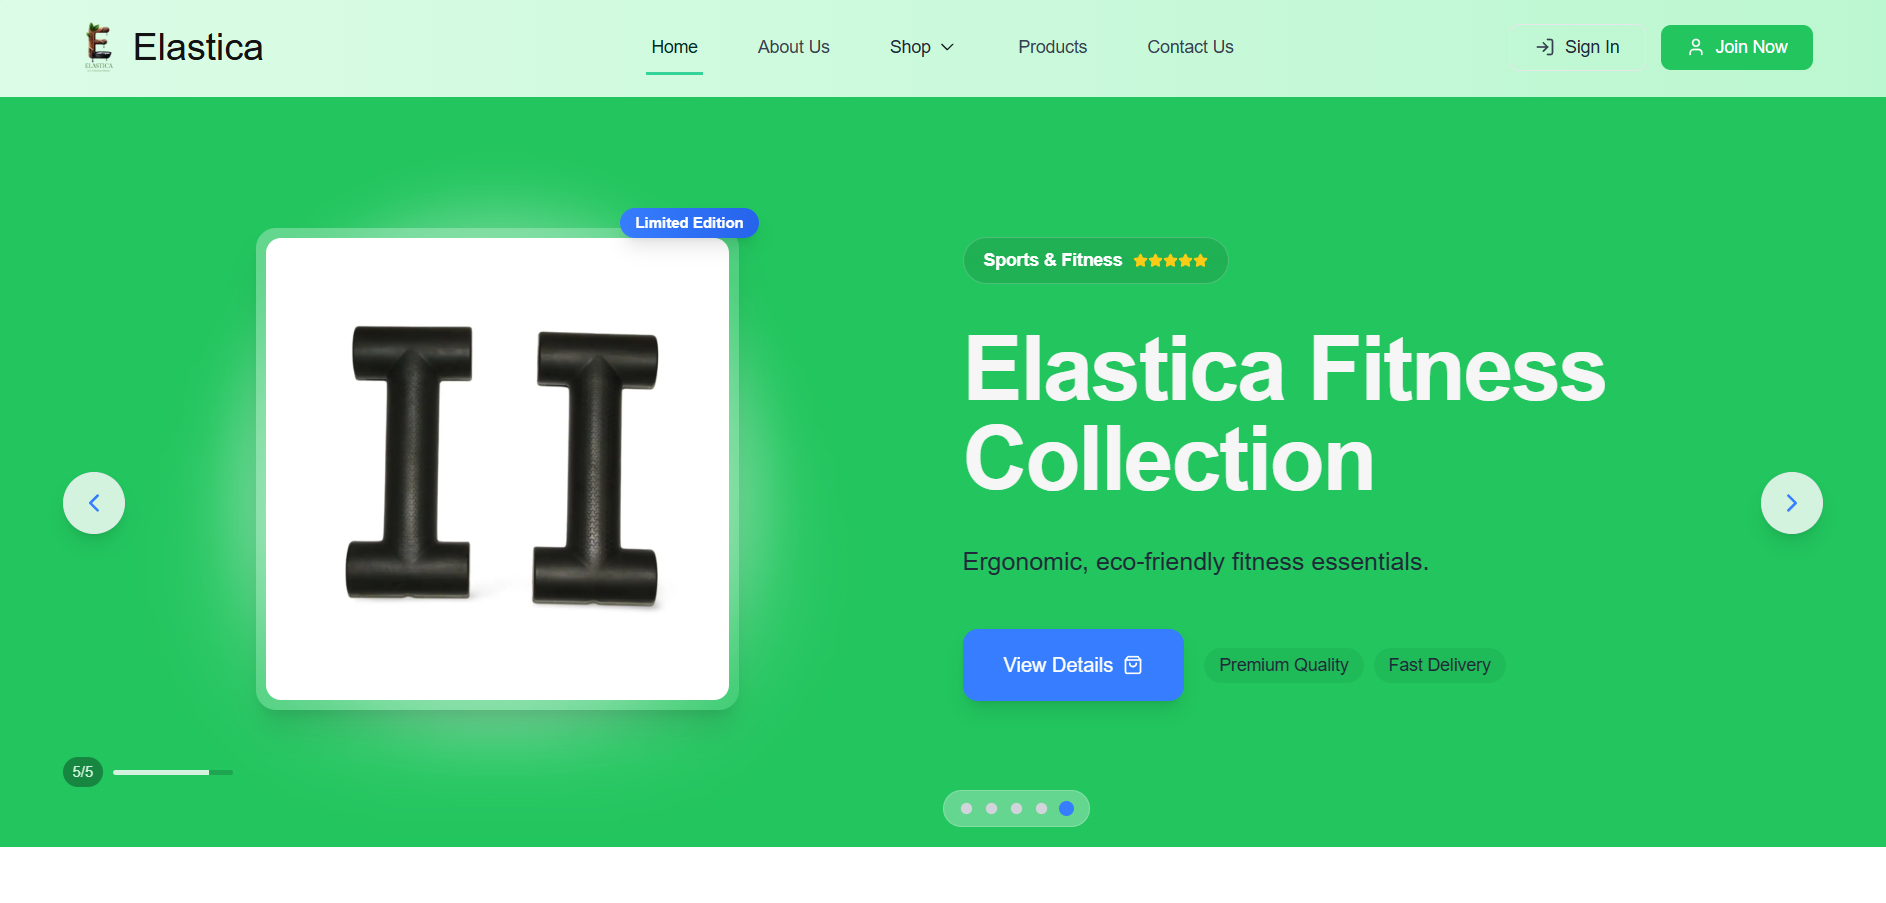 ELASTICA
Elastica
Home
About Us
Shop
Products
Contact Us
Sign In
Join Now
Limited Edition
Sports & Fitness
Elastica Fitness
Collection
Ergonomic, eco-friendly fitness essentials.
View Details
Premium Quality
Fast Delivery
5/5